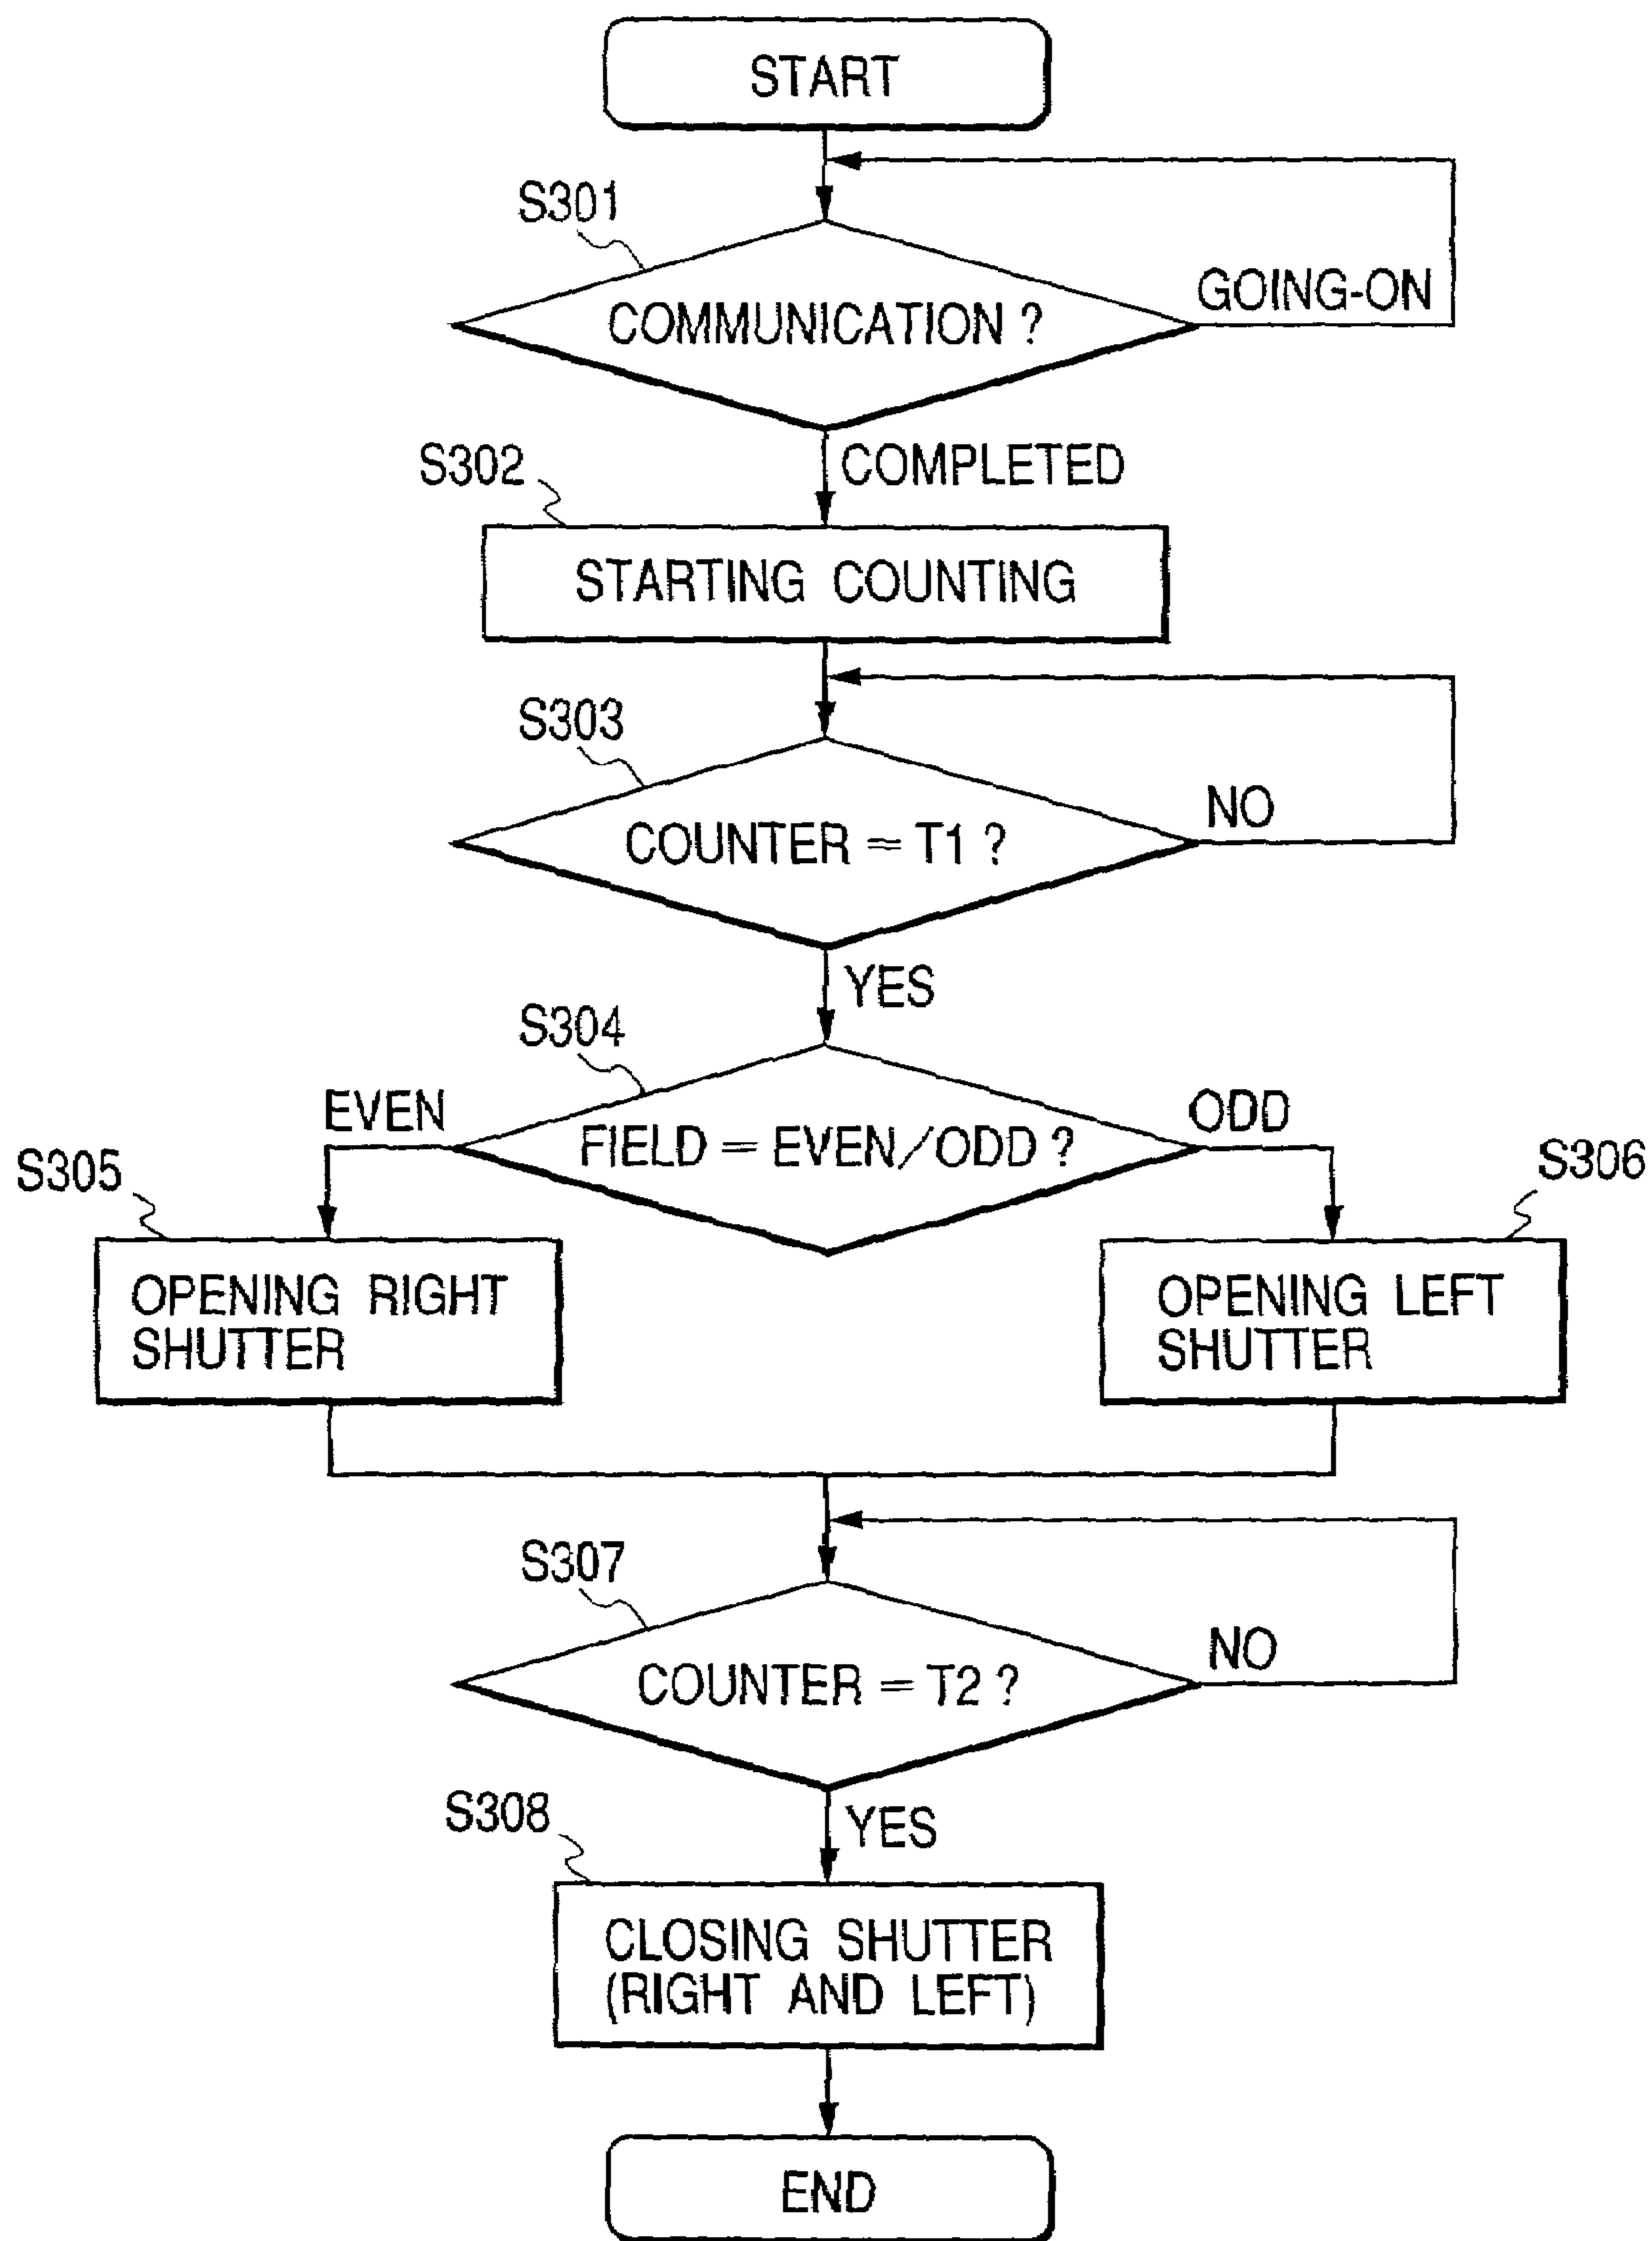 START
S301
COMMUNICATION ?
GOING-ON
COMPLETED
S302
STARTING COUNTING
S303
COUNTER = T1 ?
NO
YES
S304
FIELD = EVEN/ODD ?
EVEN
ODD
S305
OPENING RIGHT
SHUTTER
S306
OPENING LEFT
SHUTTER
S307
COUNTER = T2 ?
NO
YES
S308
CLOSING SHUTTER
(RIGHT AND LEFT)
END